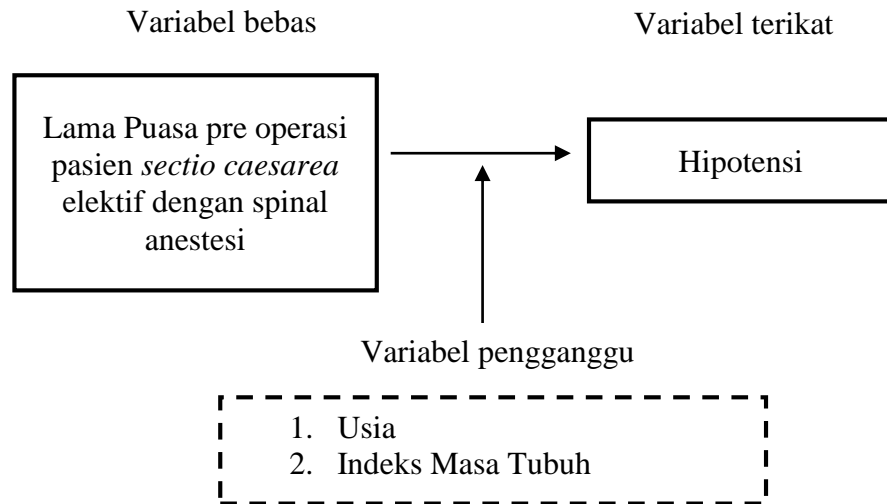 Variabel bebas
Variabel terikat
Lama Puasa pre operasi
pasien sectio caesarea
elektif dengan spinal
anestesi
Hipotensi
Variabel pengganggu
1. Usia
2. Indeks Masa Tubuh